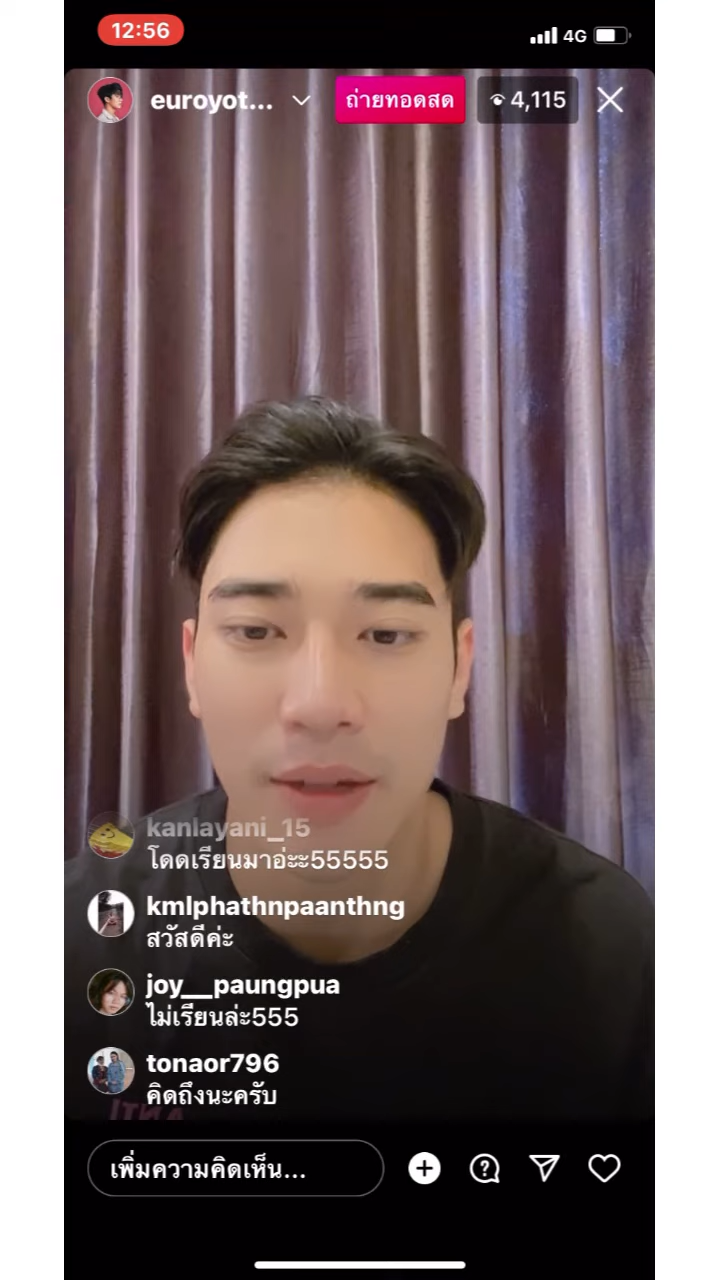 12:56
4G
euroyot...
ถ่ายทอดสด
4,115
kanlayani_15
โดดเรียนมาอ่ะะ55555
kmlphathnpaanthng
สวัสดีค่ะ
joy__paungpua
ไม่เรียนล่ะ555
tonaor796
คิดถึงนะครับ
เพิ่มความคิดเห็น...